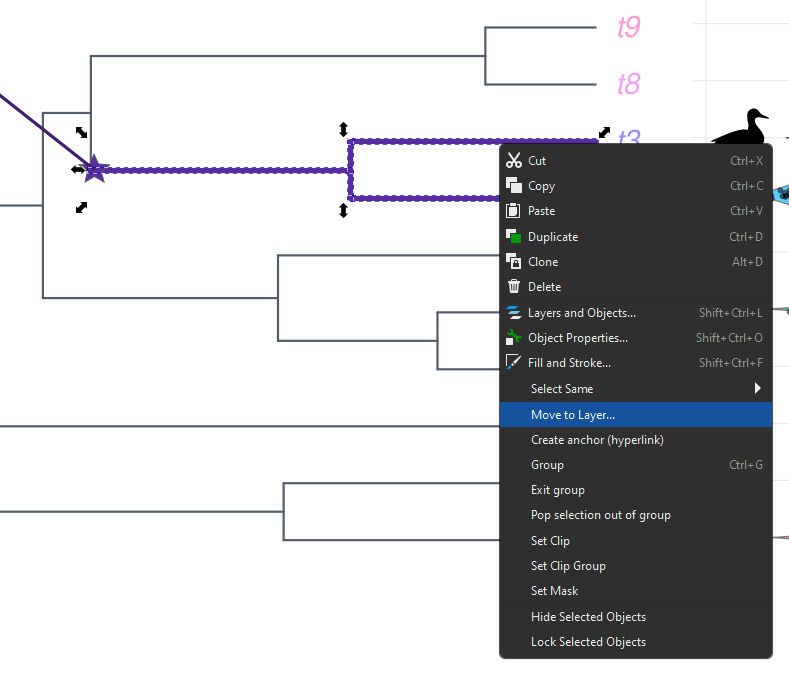 t9
t8
t3
Cut Ctrl+X
Copy Ctrl+C
Paste Ctrl+V
Duplicate Ctrl+D
Clone Alt+D
Delete
Layers and Objects... Shift+Ctrl+L
Object Properties... Shift+Ctrl+O
Fill and Stroke... Shift+Ctrl+F
Select Same
Move to Layer...
Create anchor (hyperlink)
Group Ctrl+G
Exit group
Pop selection out of group
Set Clip
Set Clip Group
Set Mask
Hide Selected Objects
Lock Selected Objects